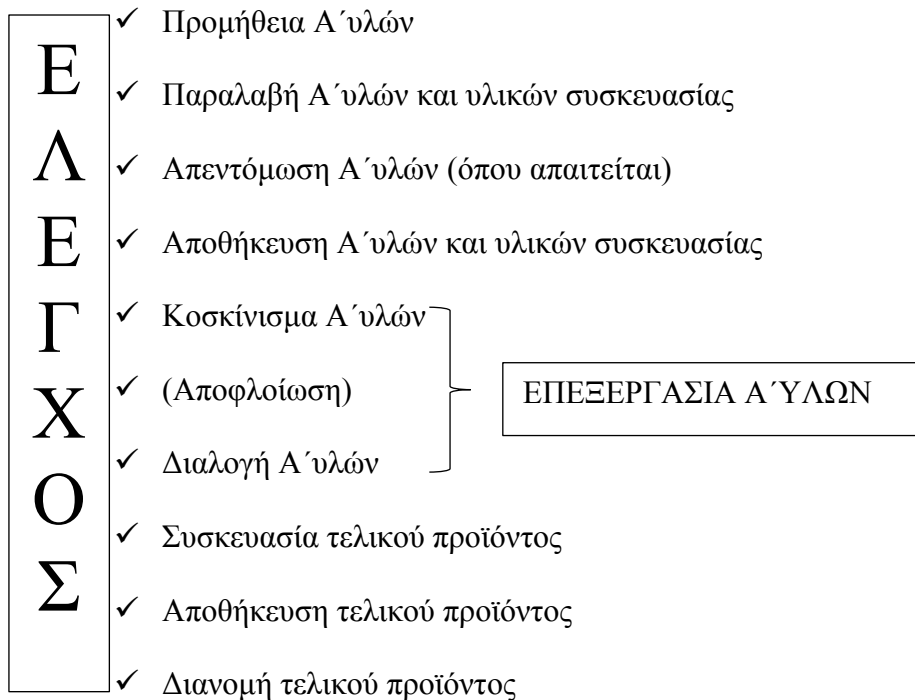 Ε
Λ
Ε
Γ
Χ
Ο
Σ
✓ Προμήθεια Α΄υλών
✓ Παραλαβή Α΄υλών και υλικών συσκευασίας
✓ Απεντόμωση Α΄υλών (όπου απαιτείται)
✓ Αποθήκευση Α΄υλών και υλικών συσκευασίας
✓ Κοσκίνισμα Α΄υλών
✓ (Αποφλοίωση)
✓ Διαλογή Α΄υλών
ΕΠΕΞΕΡΓΑΣΙΑ Α΄ΥΛΩΝ
✓ Συσκευασία τελικού προϊόντος
✓ Αποθήκευση τελικού προϊόντος
✓ Διανομή τελικού προϊόντος